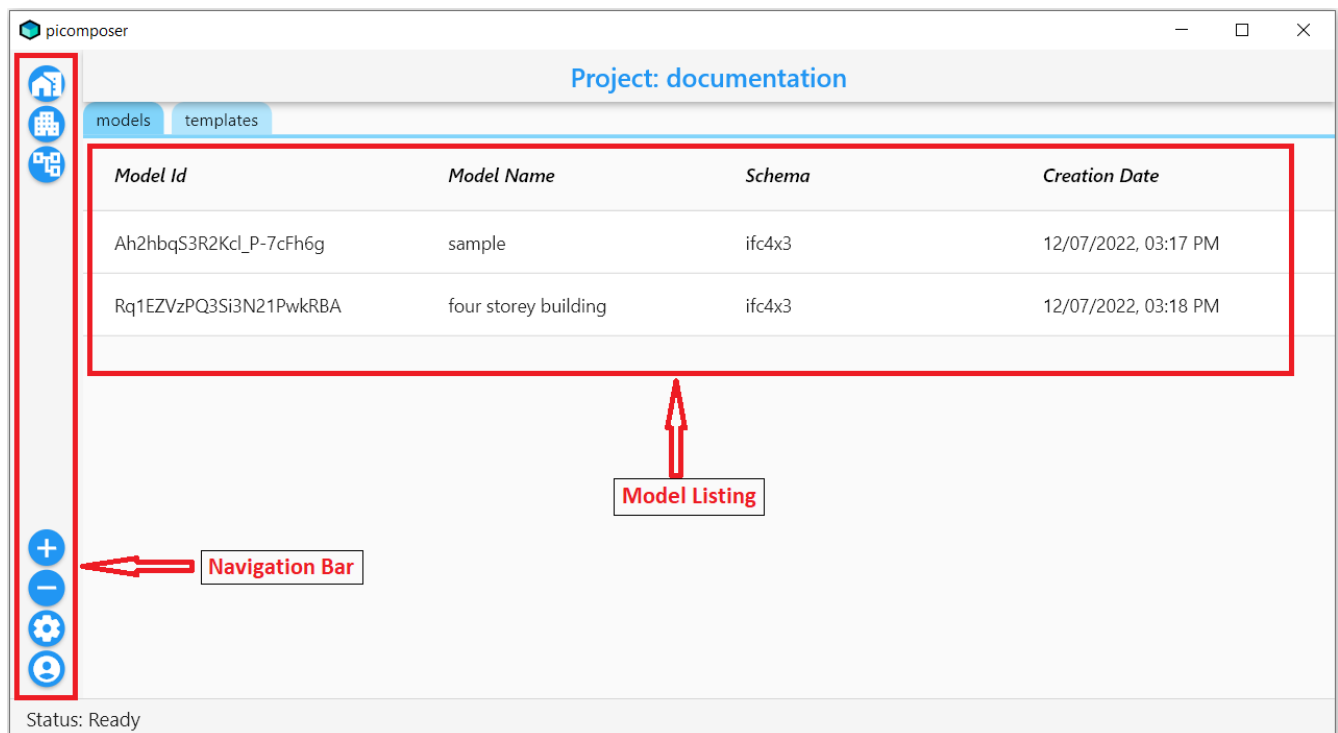 picomposer
Project: documentation
models templates
Model Id Model Name Schema Creation Date
Ah2hbqS3R2Kcl_P-7cFh6g sample ifc4x3 12/07/2022, 03:17 PM
Rq1EZVzPQ3Si3N21PwkRBA four storey building ifc4x3 12/07/2022, 03:18 PM
Model Listing
Navigation Bar
Status: Ready